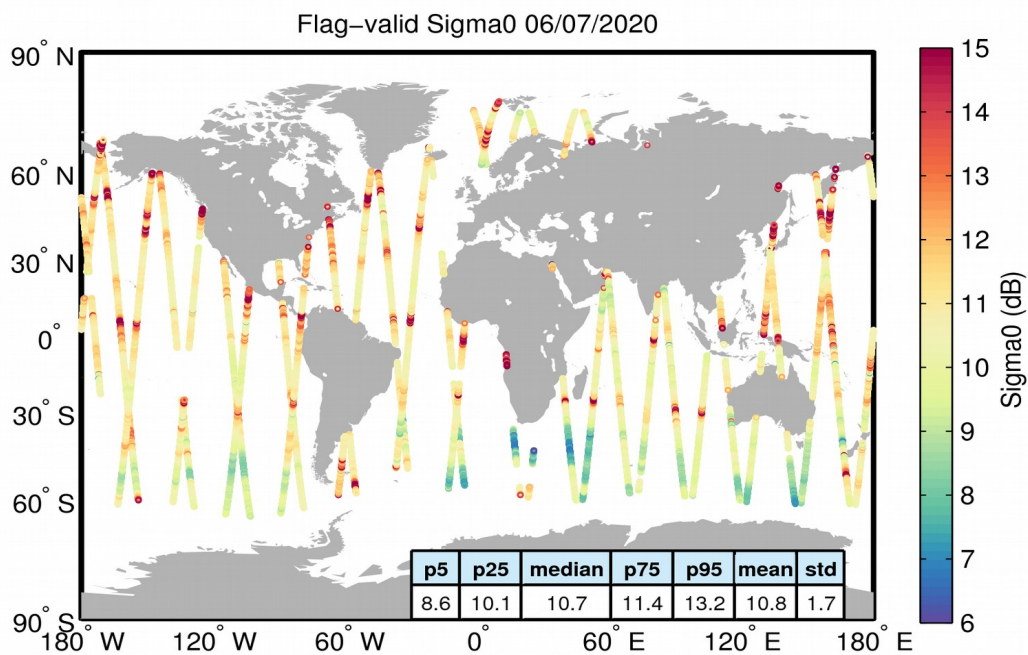 Flag−valid Sigma0 06/07/2020
90° N
60° N
30° N
0°
30° S
60° S
90° S
180° W
120° W
60° W
0°
60° E
120° E
180° E
p5 p25 median p75 p95 mean std
8.6 10.1 10.7 11.4 13.2 10.8 1.7
15
14
13
12
11
10
9
8
7
6
Sigma0 (dB)